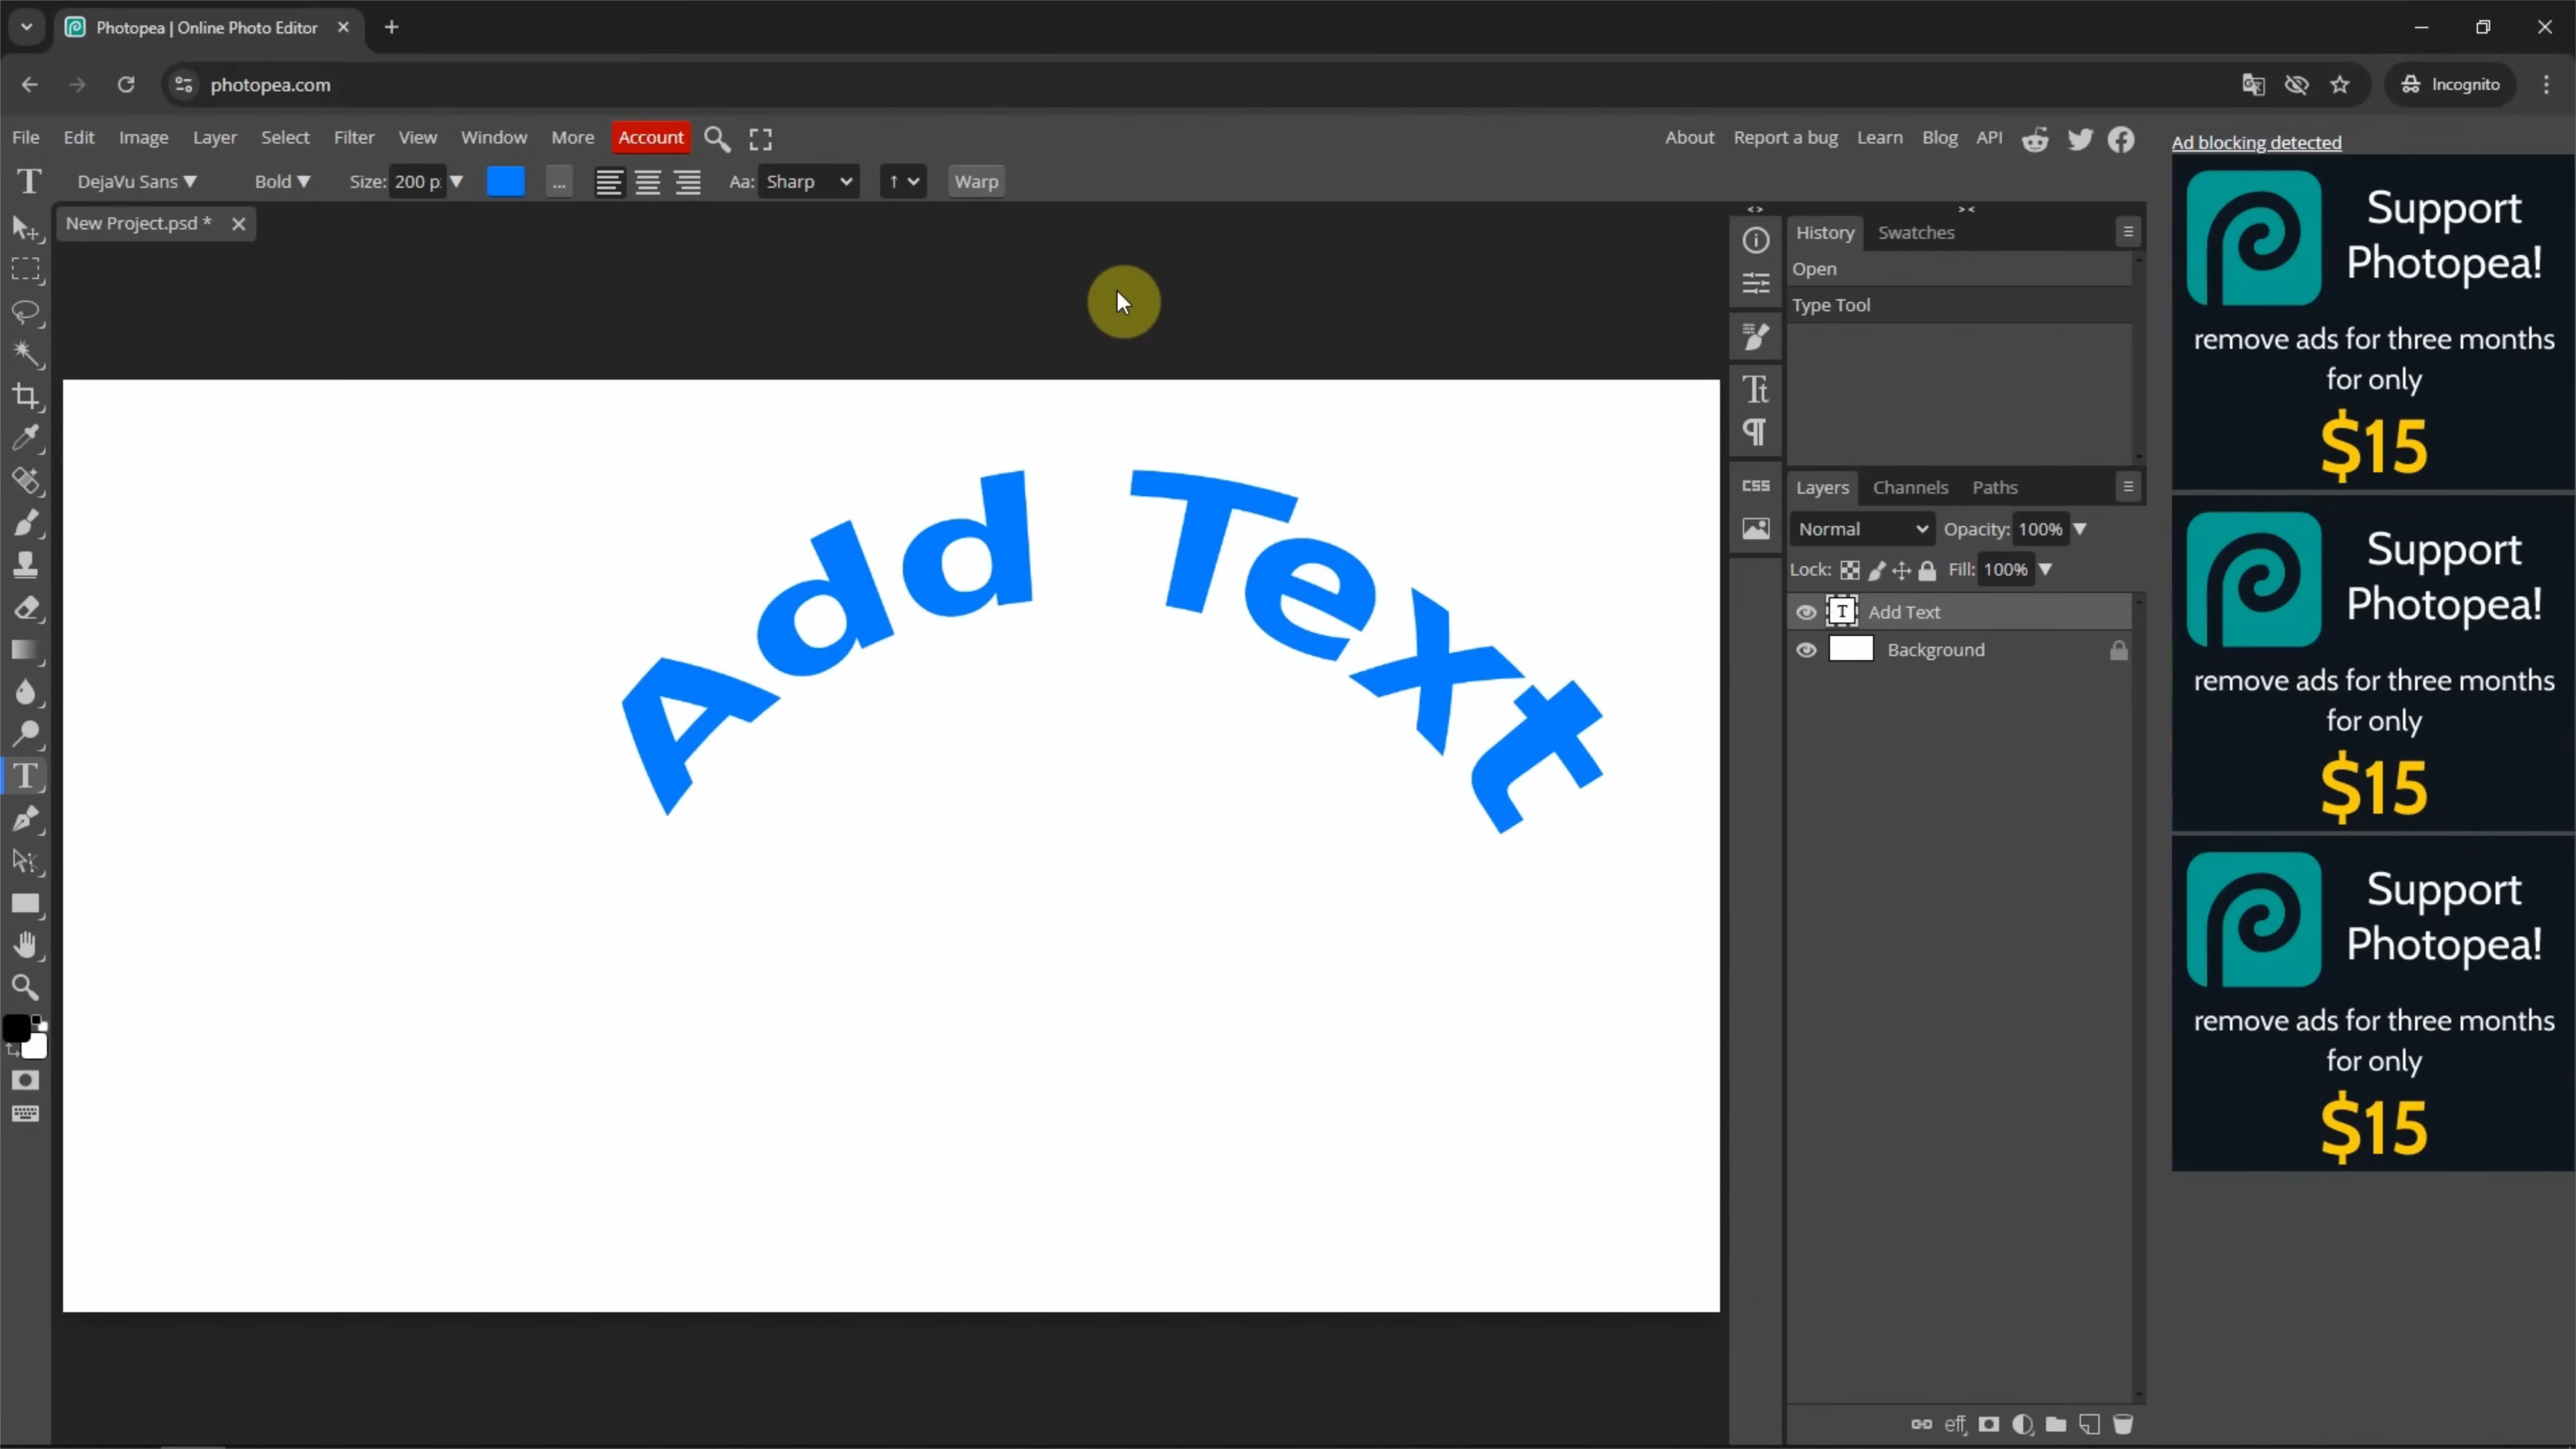 Photopea | Online Photo Editor
photopea.com
Incognito
File Edit Image Layer Select Filter View Window More Account
About Report a bug Learn Blog API
Ad blocking detected
T DejaVu Sans Bold Size: 200 p: ... Aa: Sharp ↑ Warp
New Project.psd *
History Swatches
Open
Type Tool
Add Text
CSS
Layers Channels Paths
Normal Opacity: 100%
Lock: Fill: 100%
T Add Text
Background
eff
Support
Photopea!
remove ads for three months
for only
$15
Support
Photopea!
remove ads for three months
for only
$15
Support
Photopea!
remove ads for three months
for only
$15